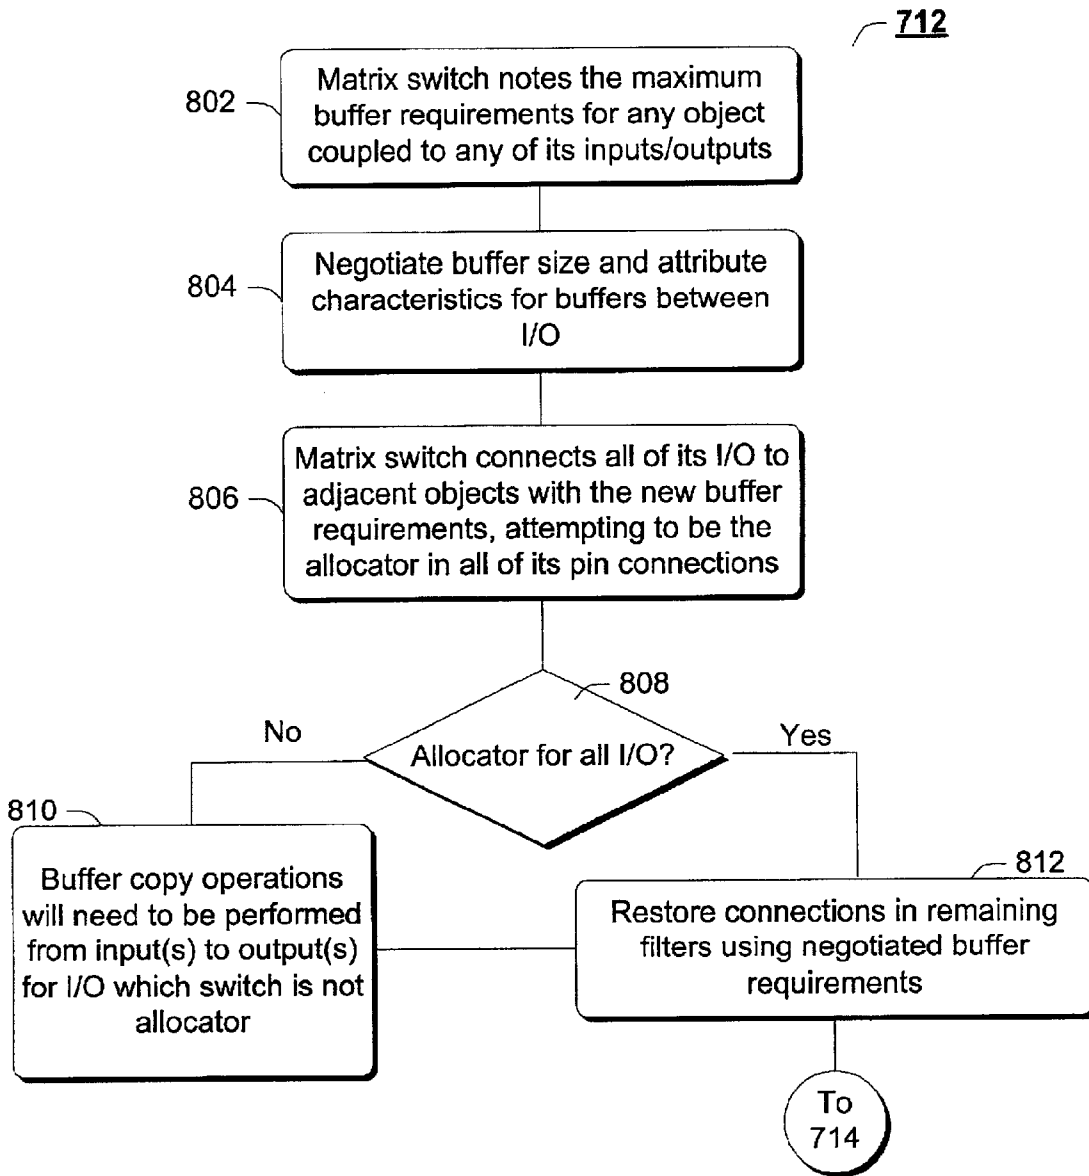 712
802
Matrix switch notes the maximum
buffer requirements for any object
coupled to any of its inputs/outputs
804
Negotiate buffer size and attribute
characteristics for buffers between
I/O
806
Matrix switch connects all of its I/O to
adjacent objects with the new buffer
requirements, attempting to be the
allocator in all of its pin connections
808
No
Allocator for all I/O?
Yes
810
Buffer copy operations
will need to be performed
from input(s) to output(s)
for I/O which switch is not
allocator
812
Restore connections in remaining
filters using negotiated buffer
requirements
To
714